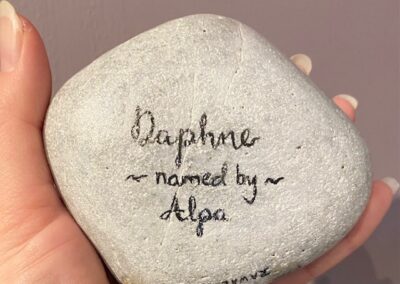 Daphne
~ named by ~
Alpa